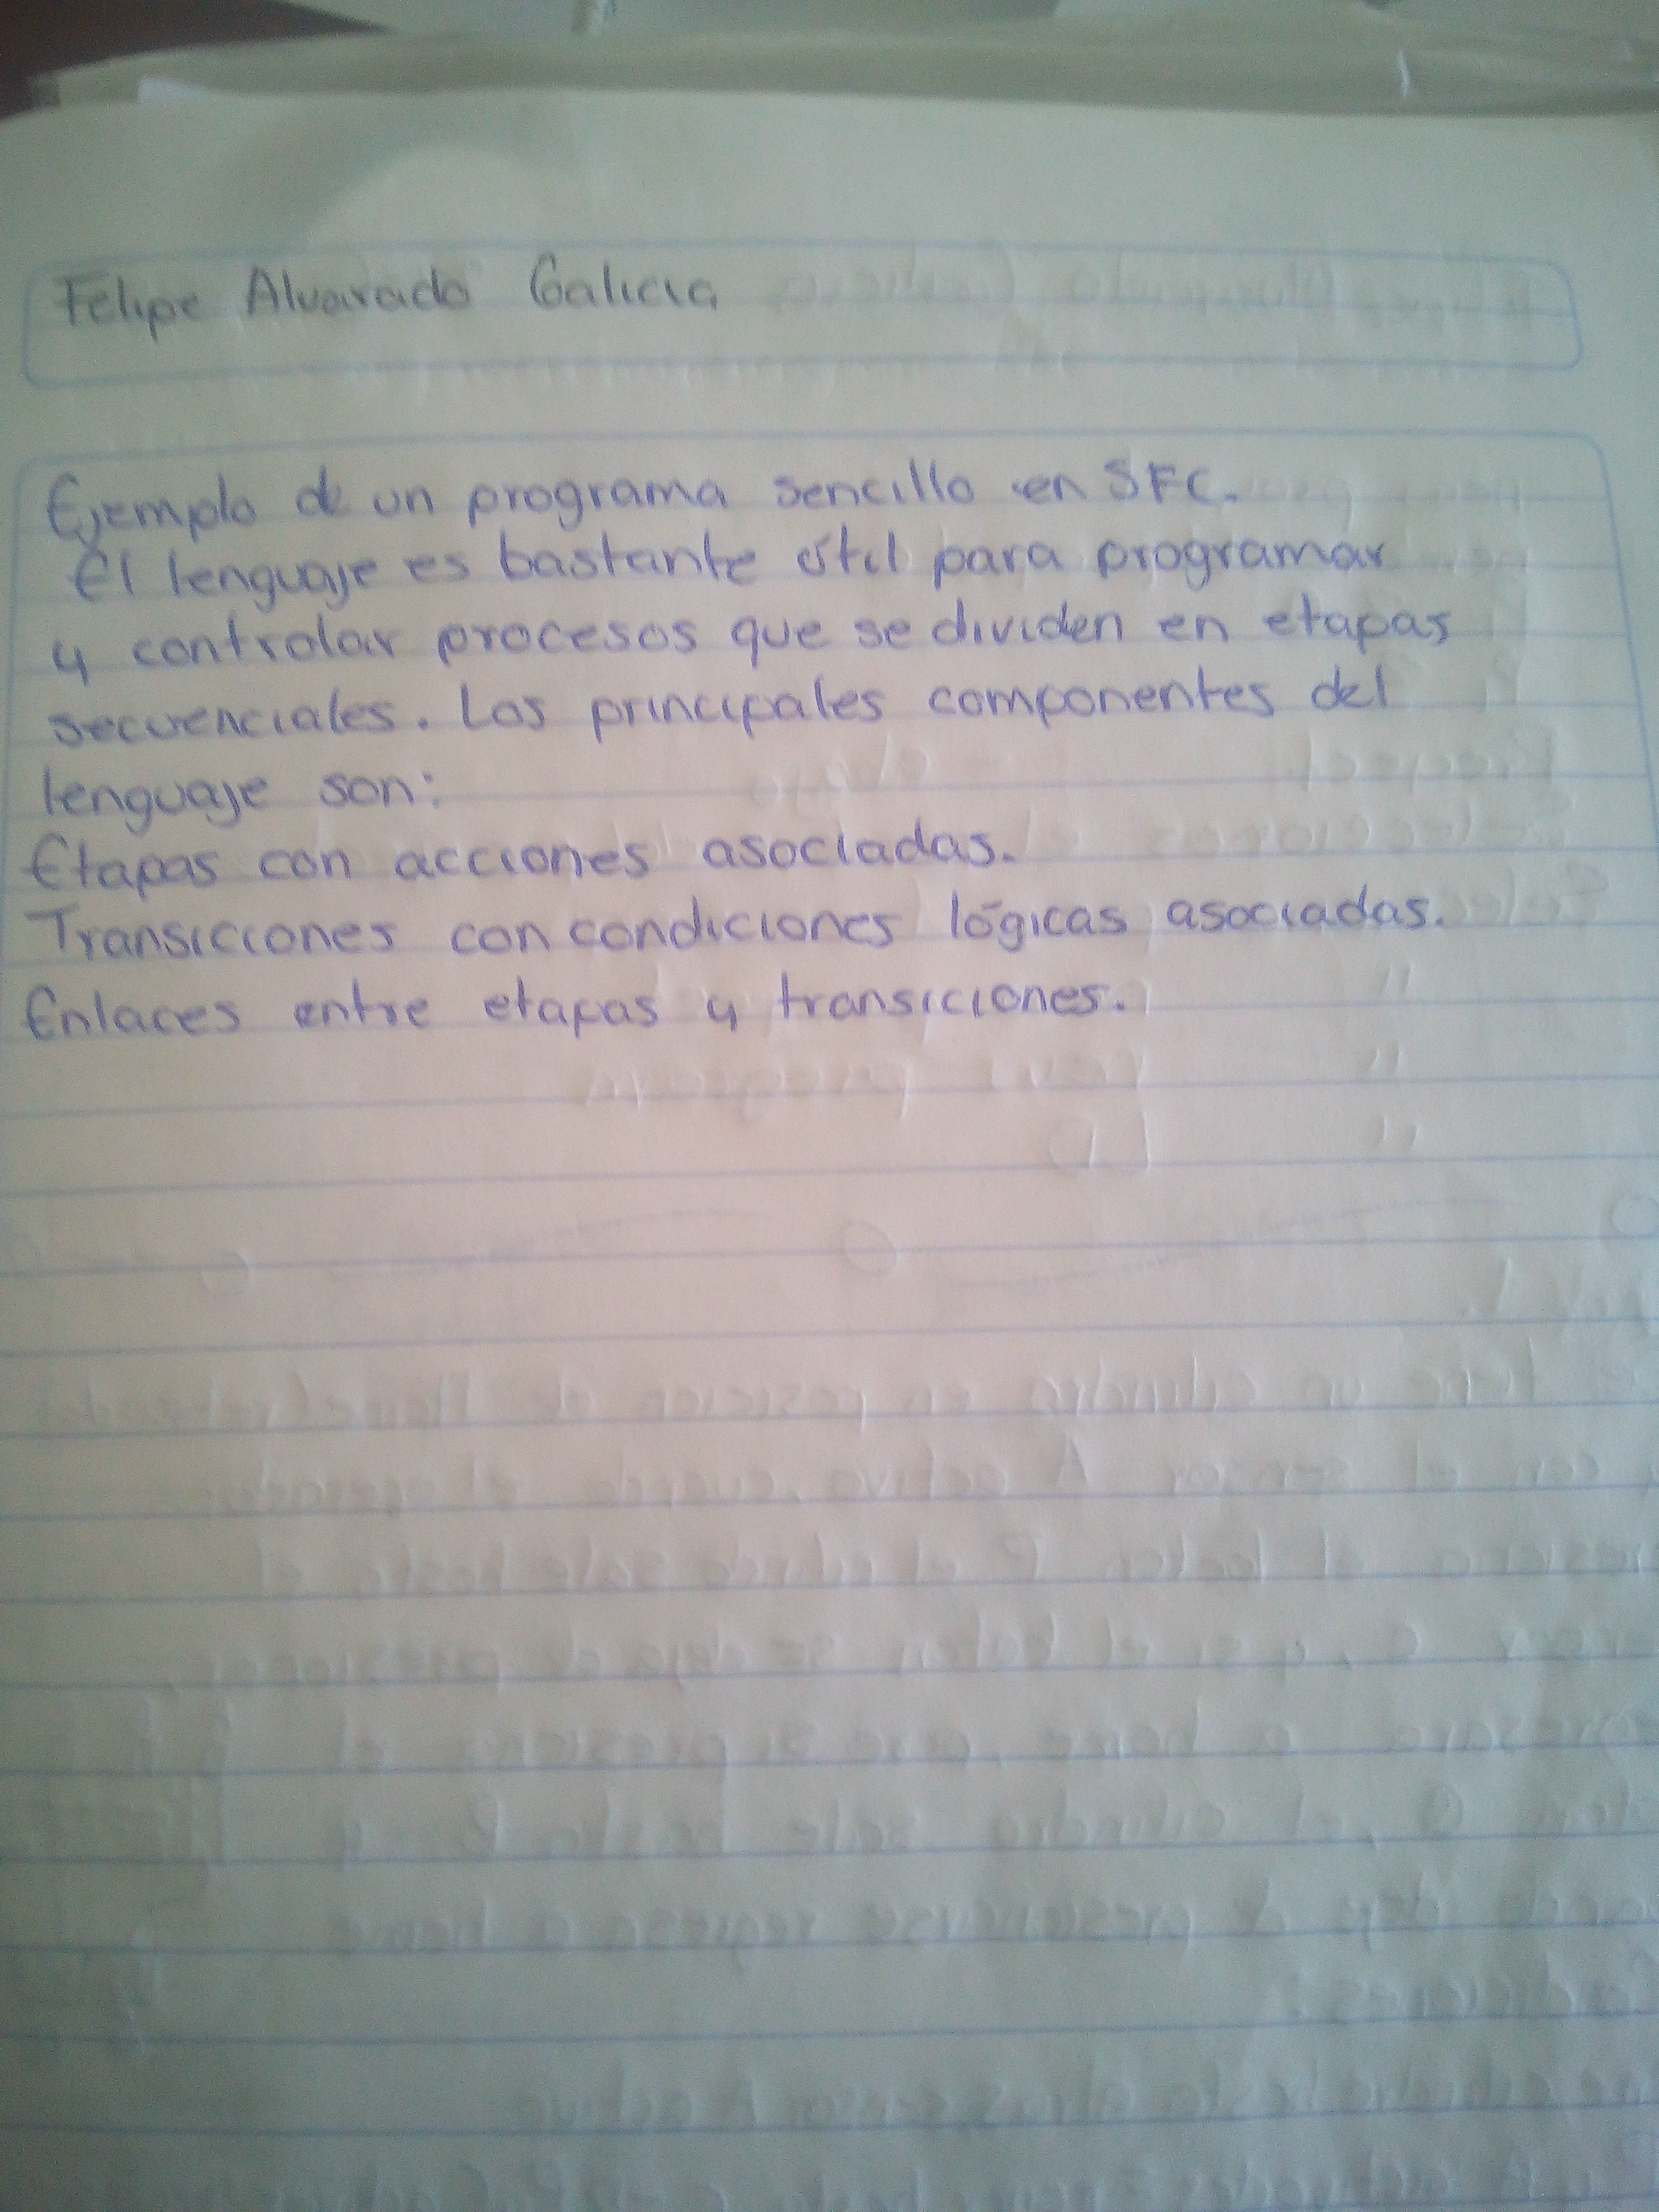 Felipe Alvarado Galicia
Ejemplo de un programa sencillo en SFC.
El lenguaje es bastante útil para programar
y controlar procesos que se dividen en etapas
secuenciales. Los principales componentes del
lenguaje son:
Etapas con acciones asociadas.
Transiciones con condiciones lógicas asociadas.
Enlaces entre etapas y transiciones.